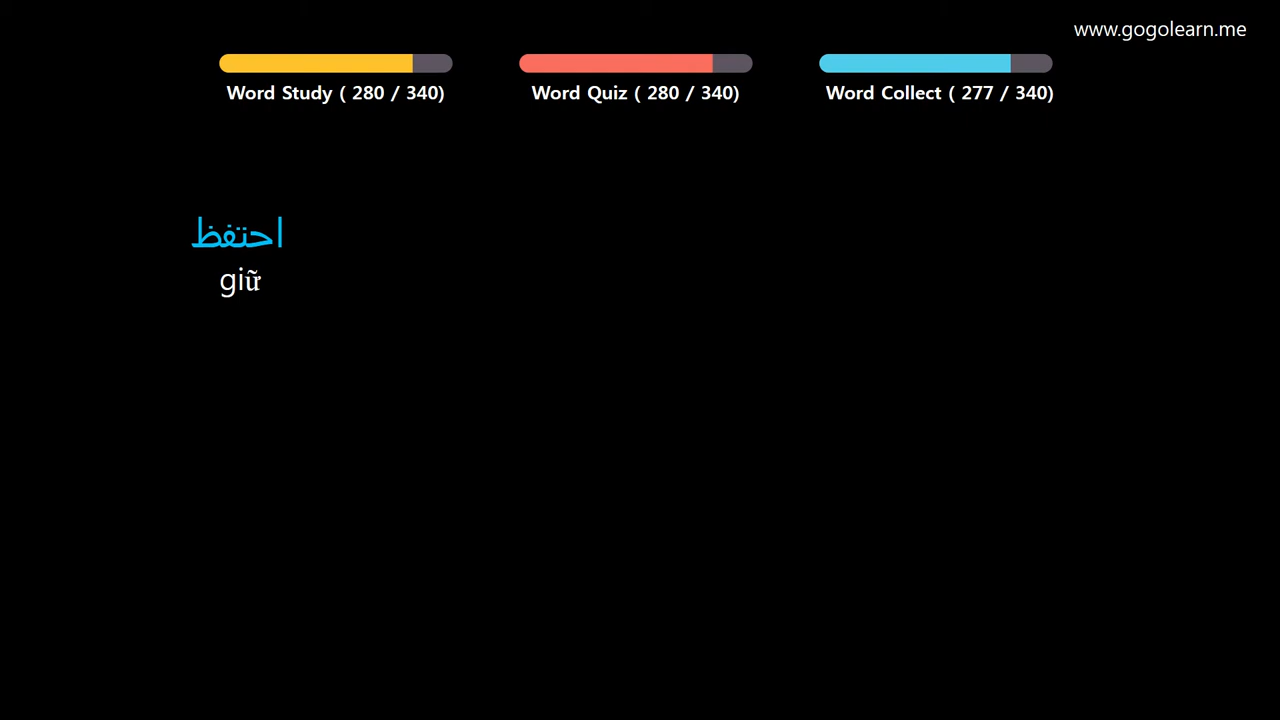 www.gogolearn.me
Word Study ( 280 / 340)
Word Quiz ( 280 / 340)
Word Collect ( 277 / 340)
احتفظ
giữ